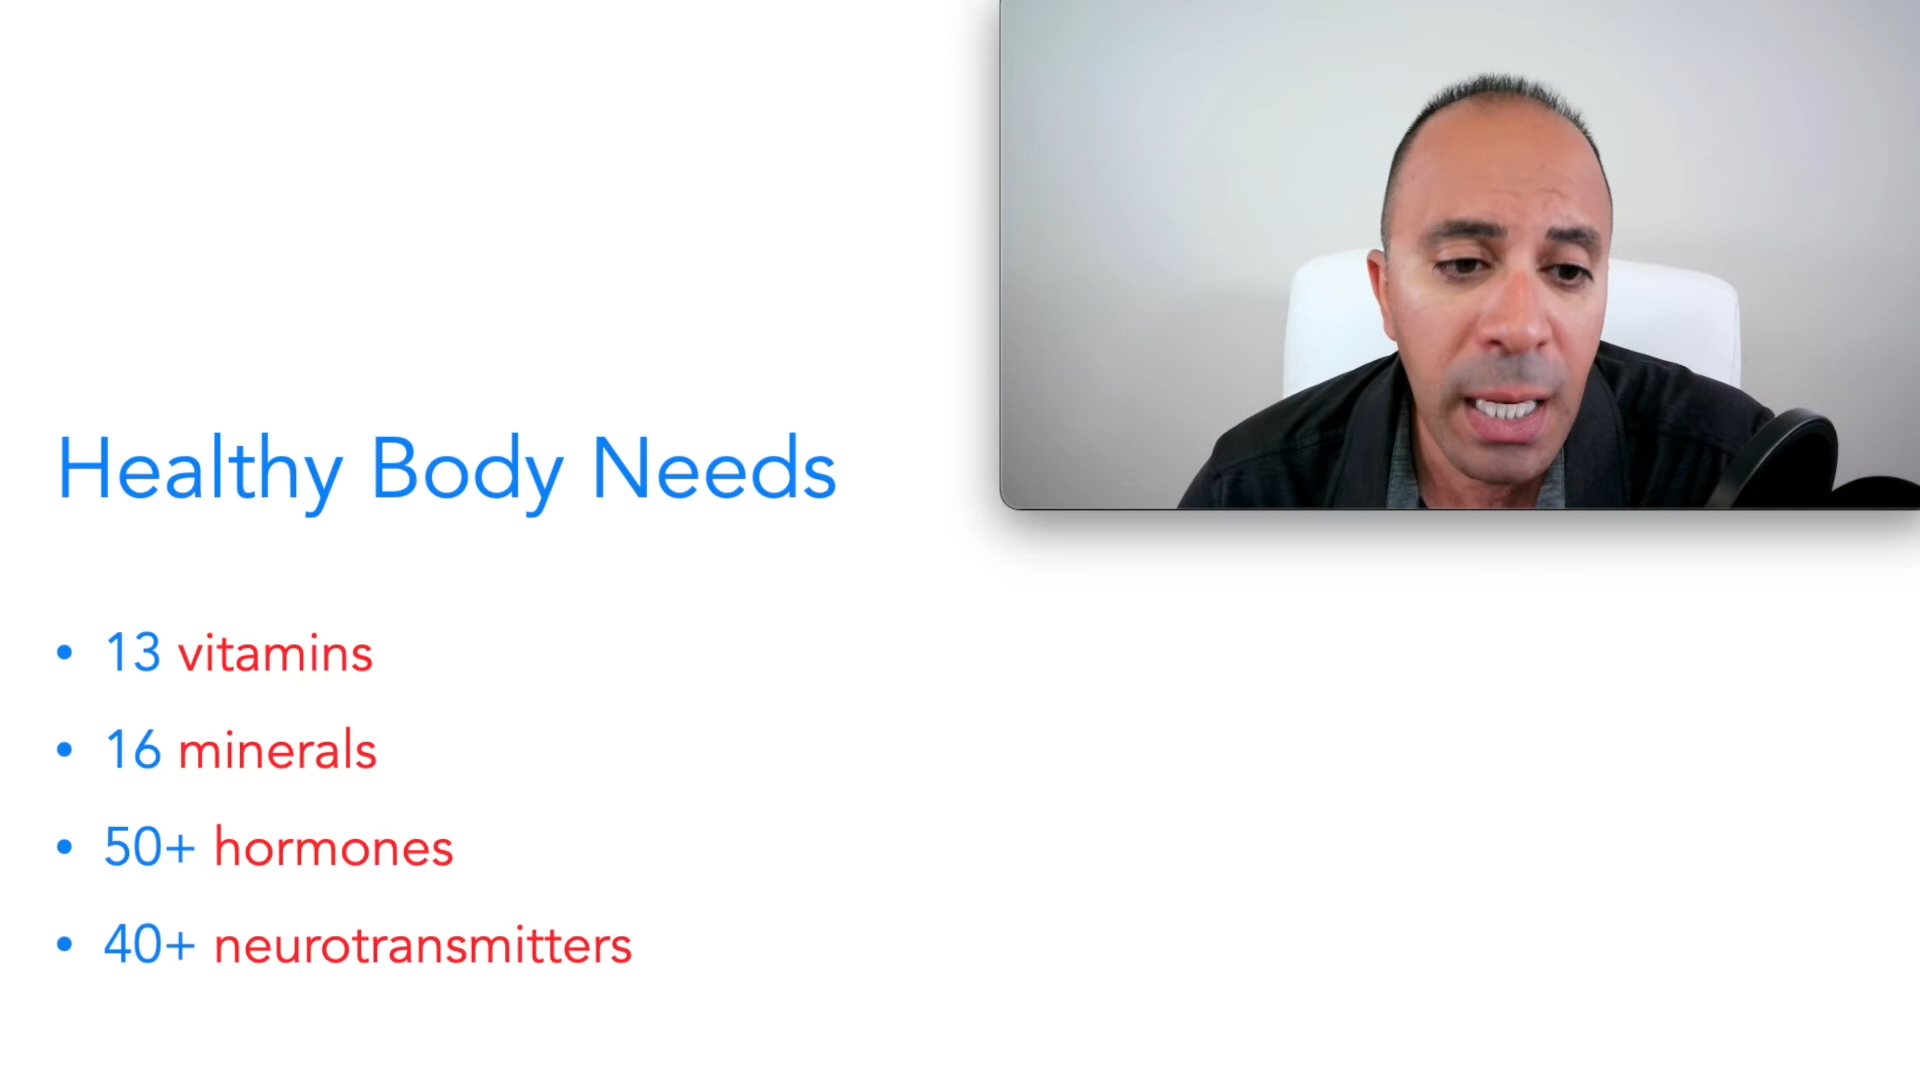 Healthy Body Needs
• 13 vitamins
• 16 minerals
• 50+ hormones
• 40+ neurotransmitters